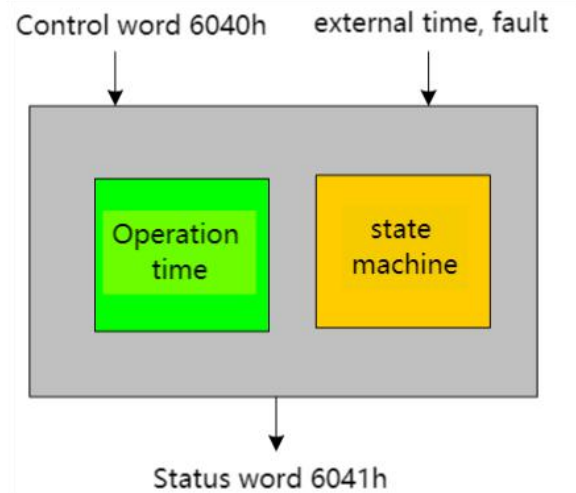 Control word 6040h
external time, fault
Operation
time
state
machine
Status word 6041h